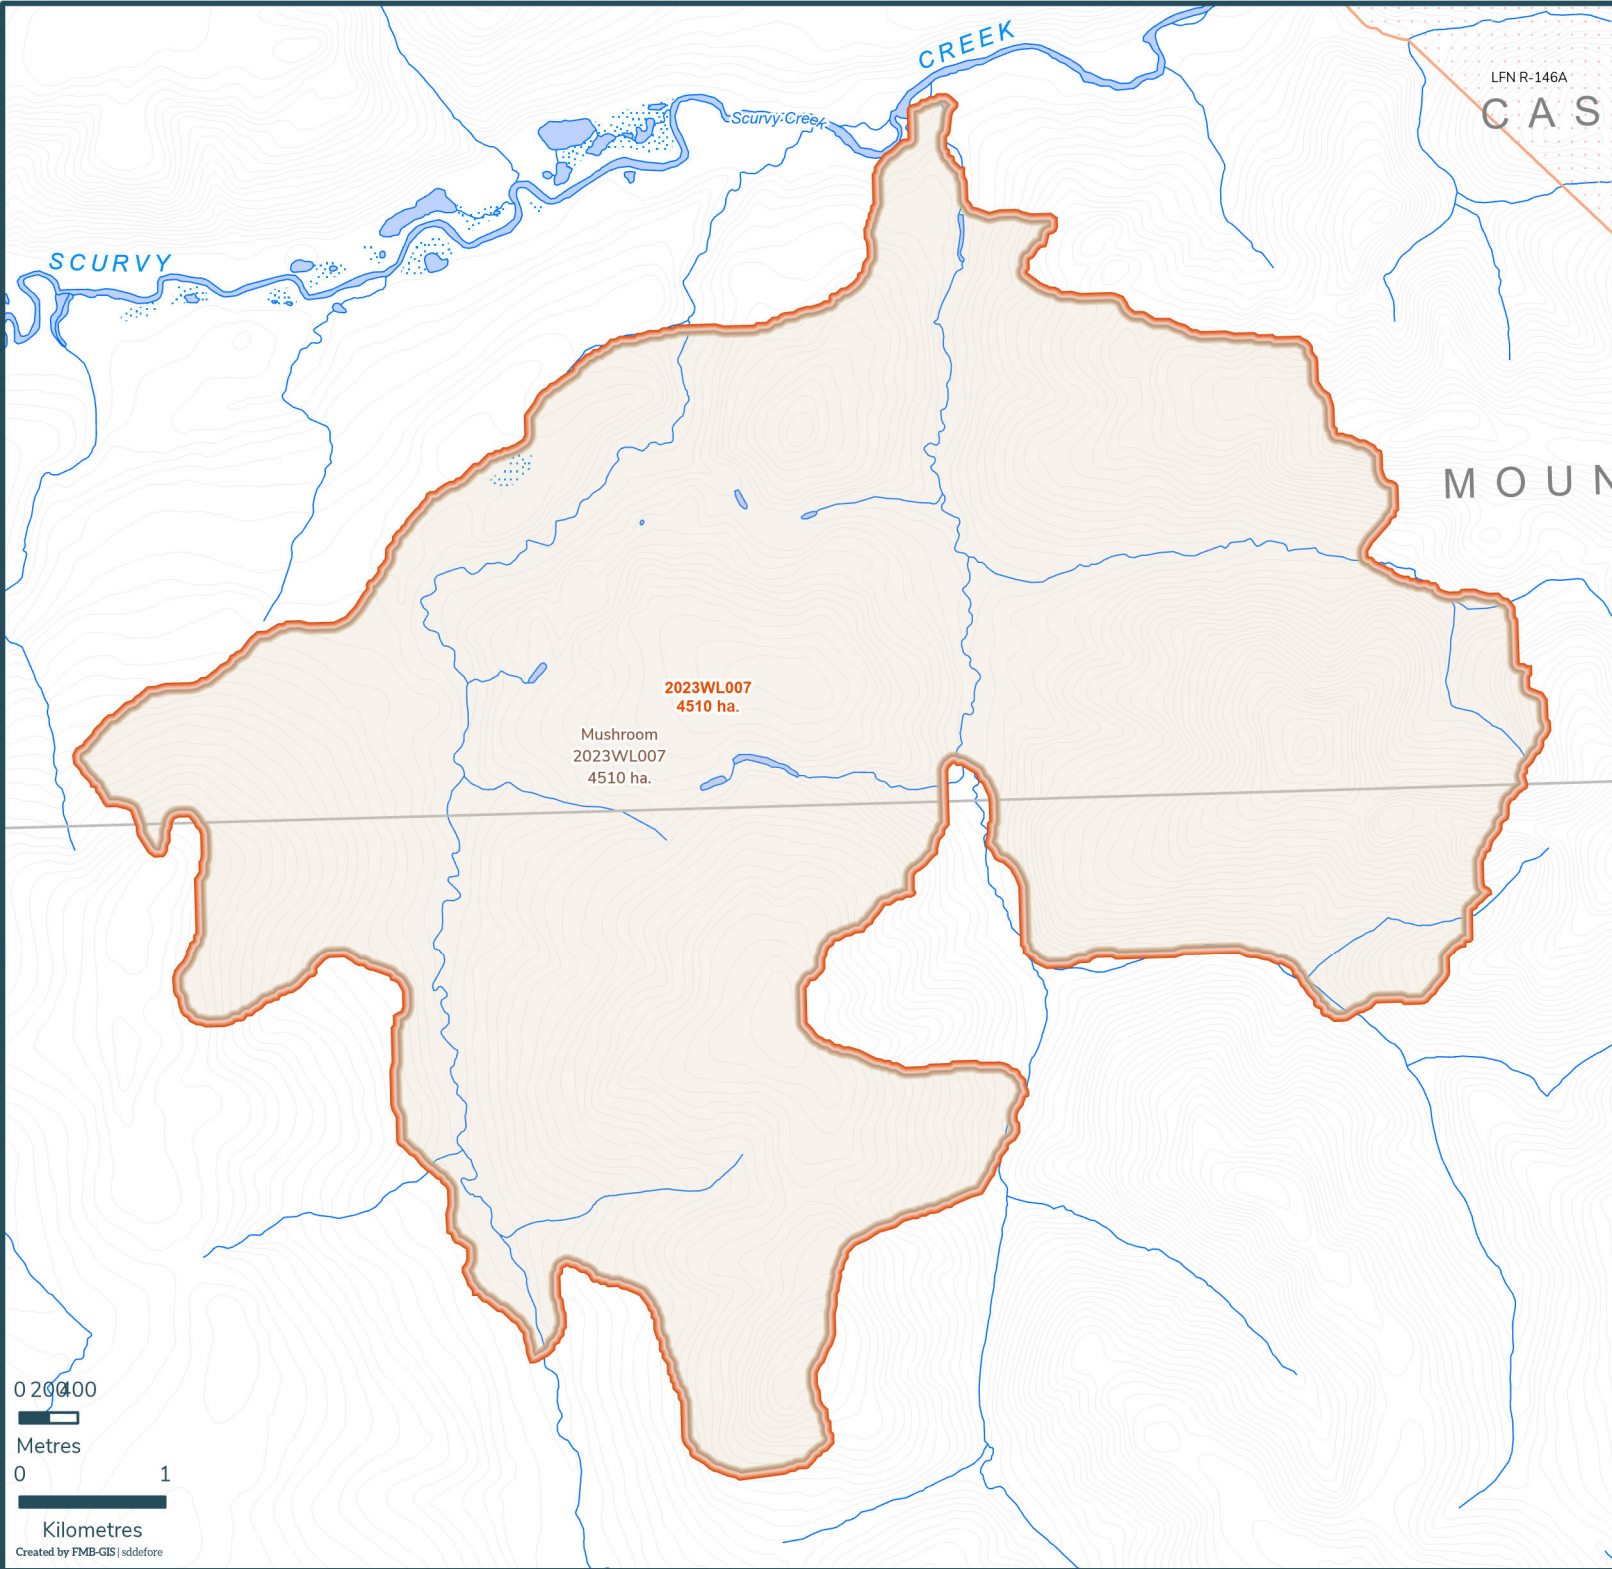 CREEK
LFN R-146A
CAS
Scurvy Creek
SCURVY
MOUN
2023WL007
4510 ha.
Mushroom
2023WL007
4510 ha.
0 200 400
Metres
0 1
Kilometres
Created by FMB-GIS | sddefore